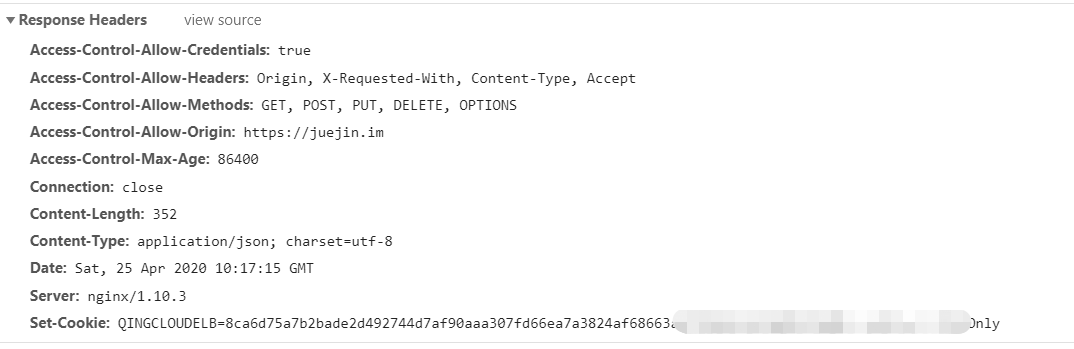 Response Headers view source
Access-Control-Allow-Credentials: true
Access-Control-Allow-Headers: Origin, X-Requested-With, Content-Type, Accept
Access-Control-Allow-Methods: GET, POST, PUT, DELETE, OPTIONS
Access-Control-Allow-Origin: https://juejin.im
Access-Control-Max-Age: 86400
Connection: close
Content-Length: 352
Content-Type: application/json; charset=utf-8
Date: Sat, 25 Apr 2020 10:17:15 GMT
Server: nginx/1.10.3
Set-Cookie: QINGCLOUDELB=8ca6d75a7b2bade2d492744d7af90aaa307fd66ea7a3824af68663 Only